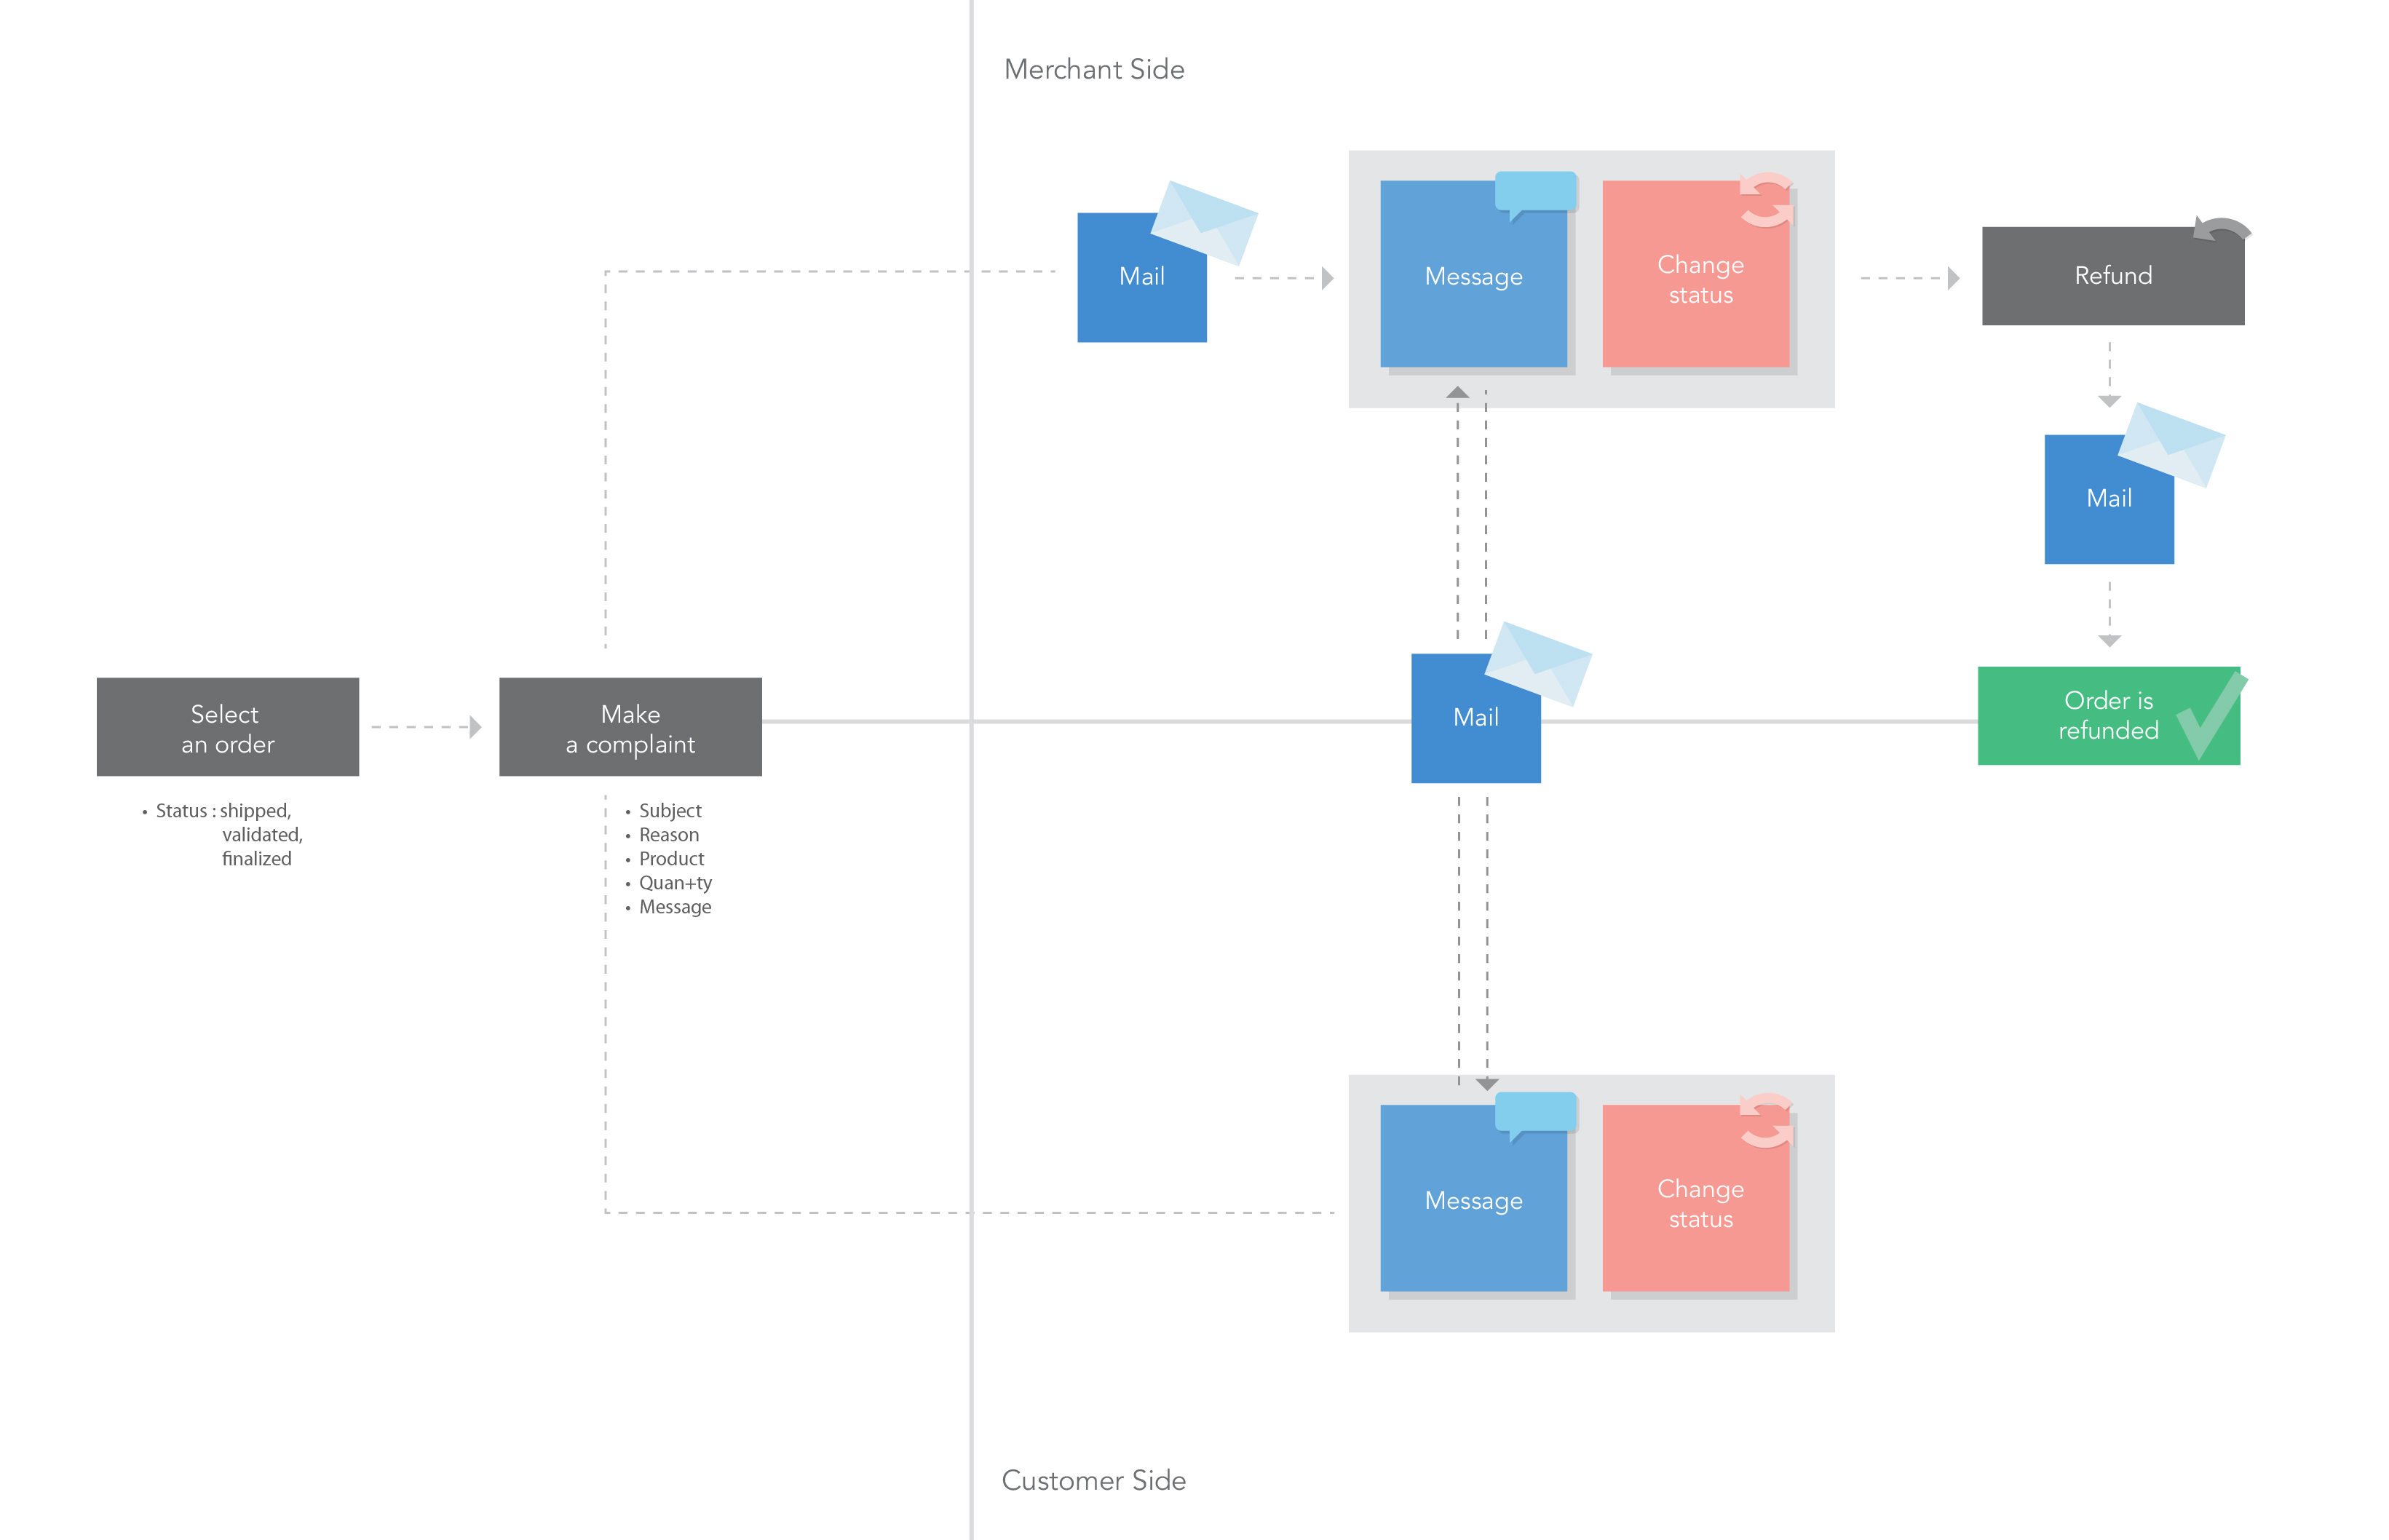 Merchant Side
Mail
Message
Change
status
Refund
Mail
Select
an order
Make
a complaint
Mail
Order is
refunded
• Status : shipped,
validated,
finalized
• Subject
• Reason
• Product
• Quan+ty
• Message
Message
Change
status
Customer Side